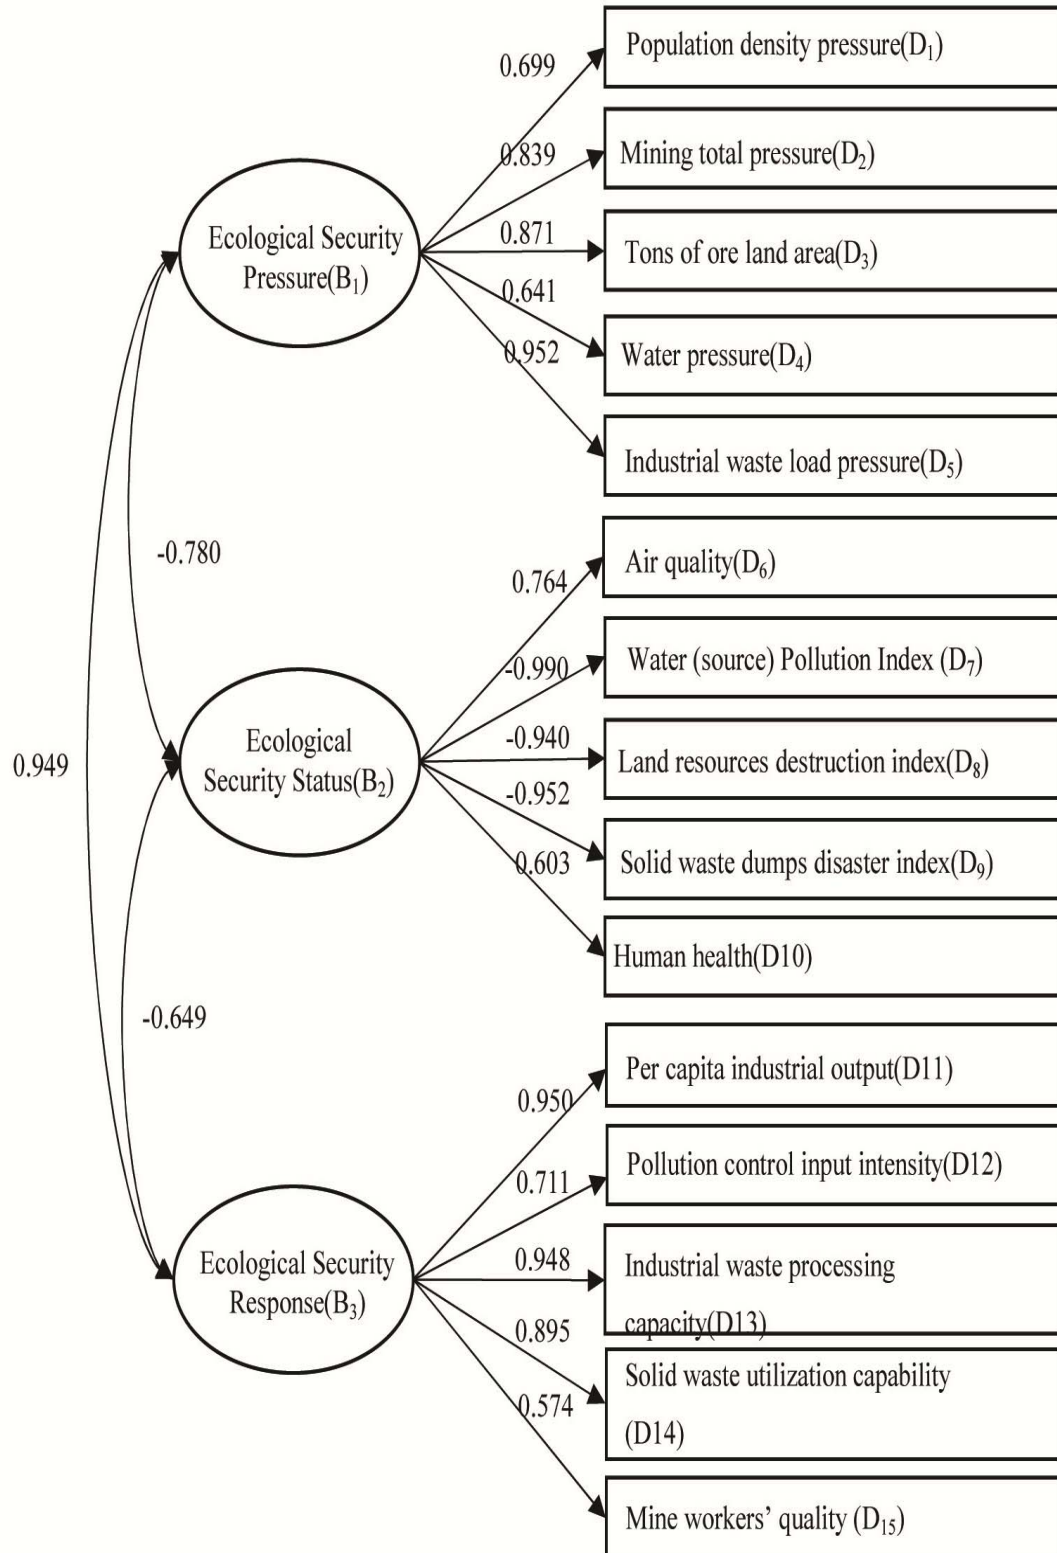 Population density pressure(D₁)
0.699
0.839
Mining total pressure(D₂)
Ecological Security
Pressure(B₁)
0.871
Tons of ore land area(D₃)
0.641
Water pressure(D₄)
0.952
Industrial waste load pressure(D₅)
-0.780
Air quality(D₆)
0.764
-0.990
Water (source) Pollution Index (D₇)
Ecological
Security Status(B₂)
-0.940
Land resources destruction index(D₈)
0.949
-0.952
Solid waste dumps disaster index(D₉)
0.603
Human health(D10)
-0.649
Per capita industrial output(D11)
0.950
Pollution control input intensity(D12)
0.711
Ecological Security
Response(B₃)
0.948
Industrial waste processing
capacity(D13)
0.895
Solid waste utilization capability
(D14)
0.574
Mine workers’ quality (D₁₅)